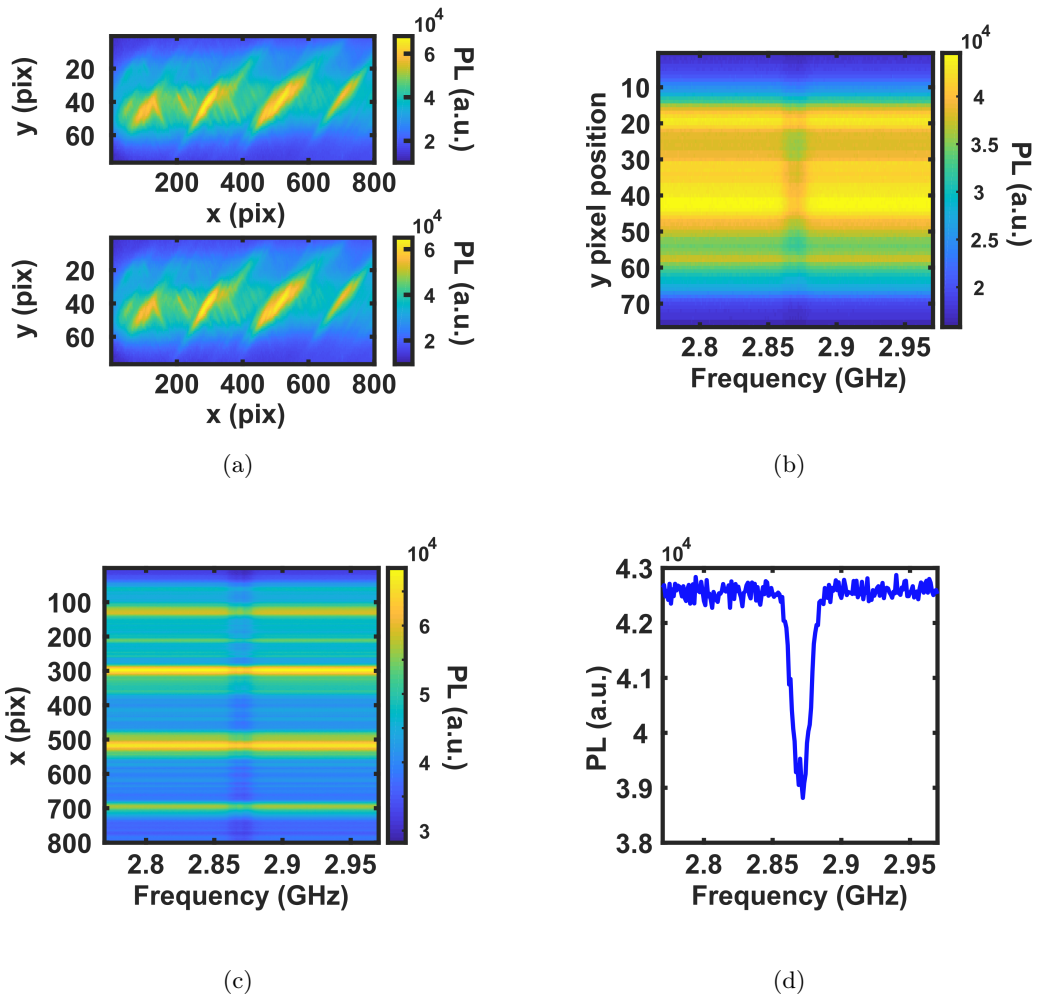 10^4
6
4
2
PL (a.u.)
20
40
60
y (pix)
200 400 600 800
x (pix)
10^4
6
4
2
PL (a.u.)
20
40
60
y (pix)
200 400 600 800
x (pix)
(a)
10^4
10
20
30
40
50
60
70
y pixel position
4
3.5
3
2.5
2
PL (a.u.)
2.8 2.85 2.9 2.95
Frequency (GHz)
(b)
10^4
100
200
300
400
500
600
700
800
x (pix)
6
5
4
3
PL (a.u.)
2.8 2.85 2.9 2.95
Frequency (GHz)
(c)
10^4
4.3
4.2
4.1
4
3.9
3.8
PL (a.u.)
2.8 2.85 2.9 2.95
Frequency (GHz)
(d)